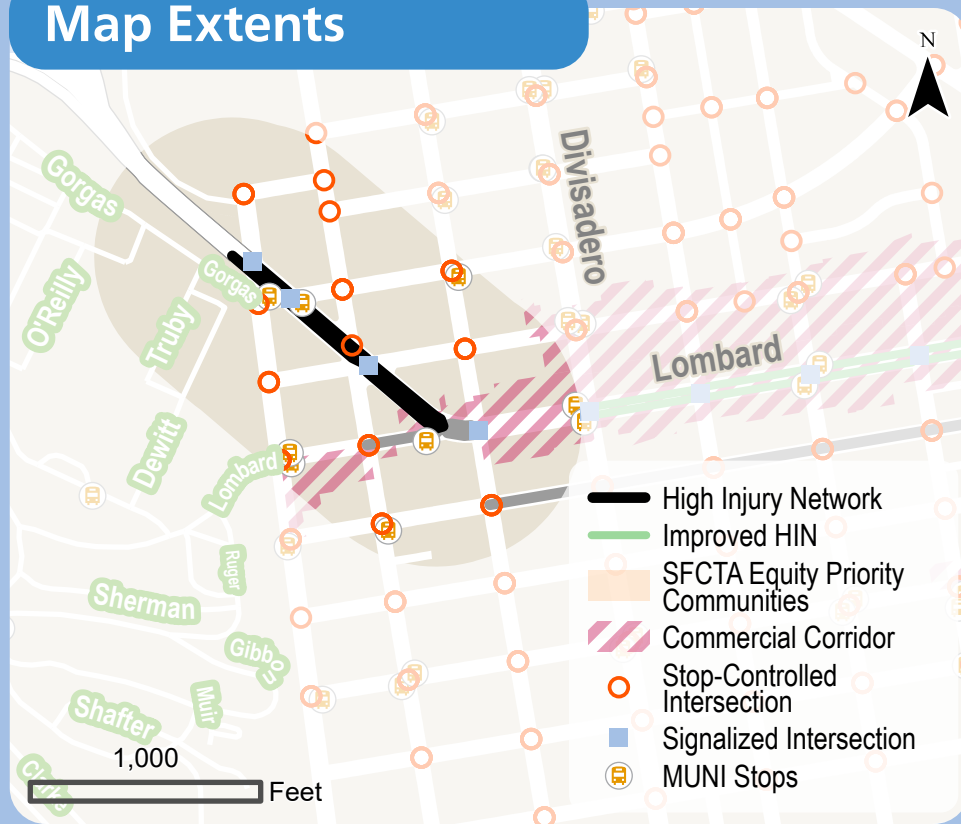 Map Extents
N
Gorgas
Divisadero
O'Reilly
Gorgas
Truby
Lombard
Dewitt
Lombard
Ruger
Sherman
Gibbon
Muir
Shaffer
High Injury Network
Improved HIN
SFCTA Equity Priority
Communities
Commercial Corridor
Stop-Controlled
Intersection
Signalized Intersection
MUNI Stops
1,000
Feet